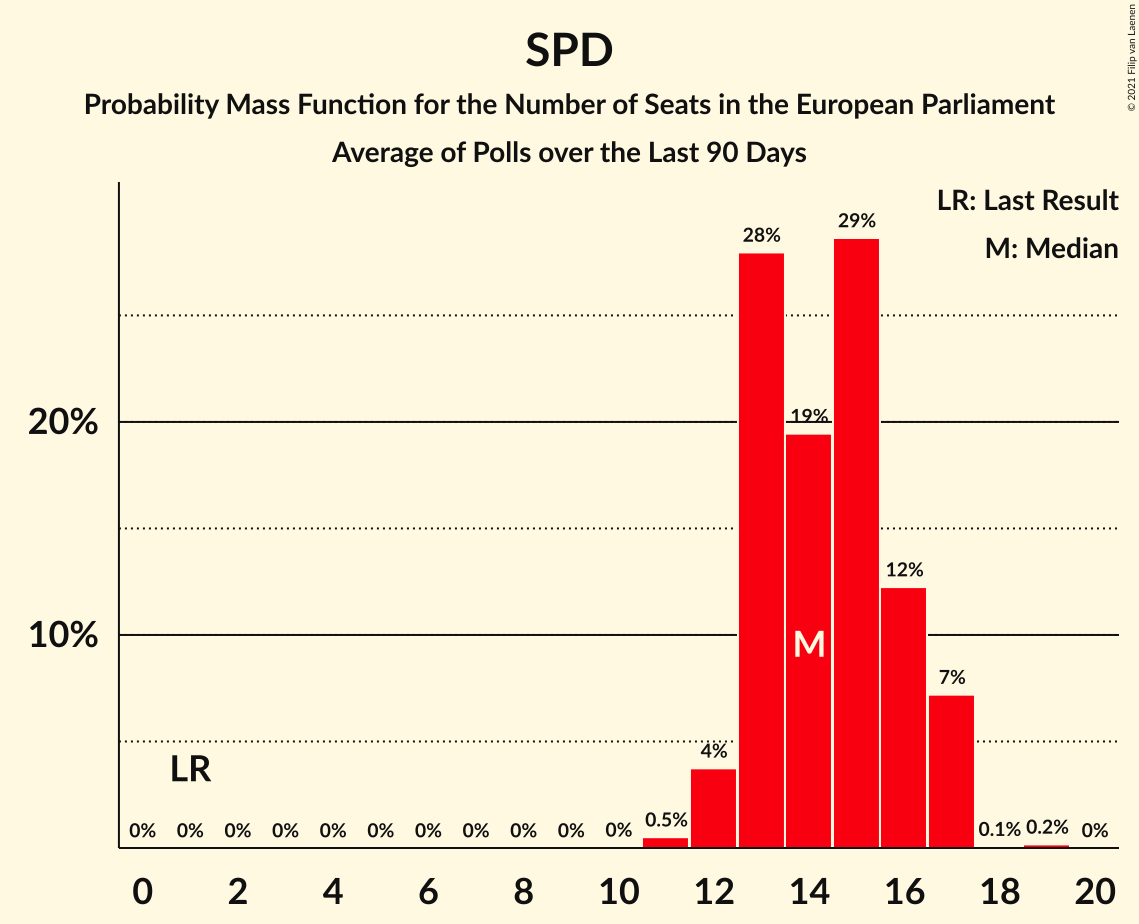 SPD
Probability Mass Function for the Number of Seats in the European Parliament
Average of Polls over the Last 90 Days
© 2021 Filip van Laenen
LR: Last Result
M: Median
20%
10%
LR
M
0%
0%
0%
0%
0%
0%
0%
0%
0%
0%
0%
0.5%
4%
28%
19%
29%
12%
7%
0.1%
0.2%
0%
0 2 4 6 8 10 12 14 16 18 20